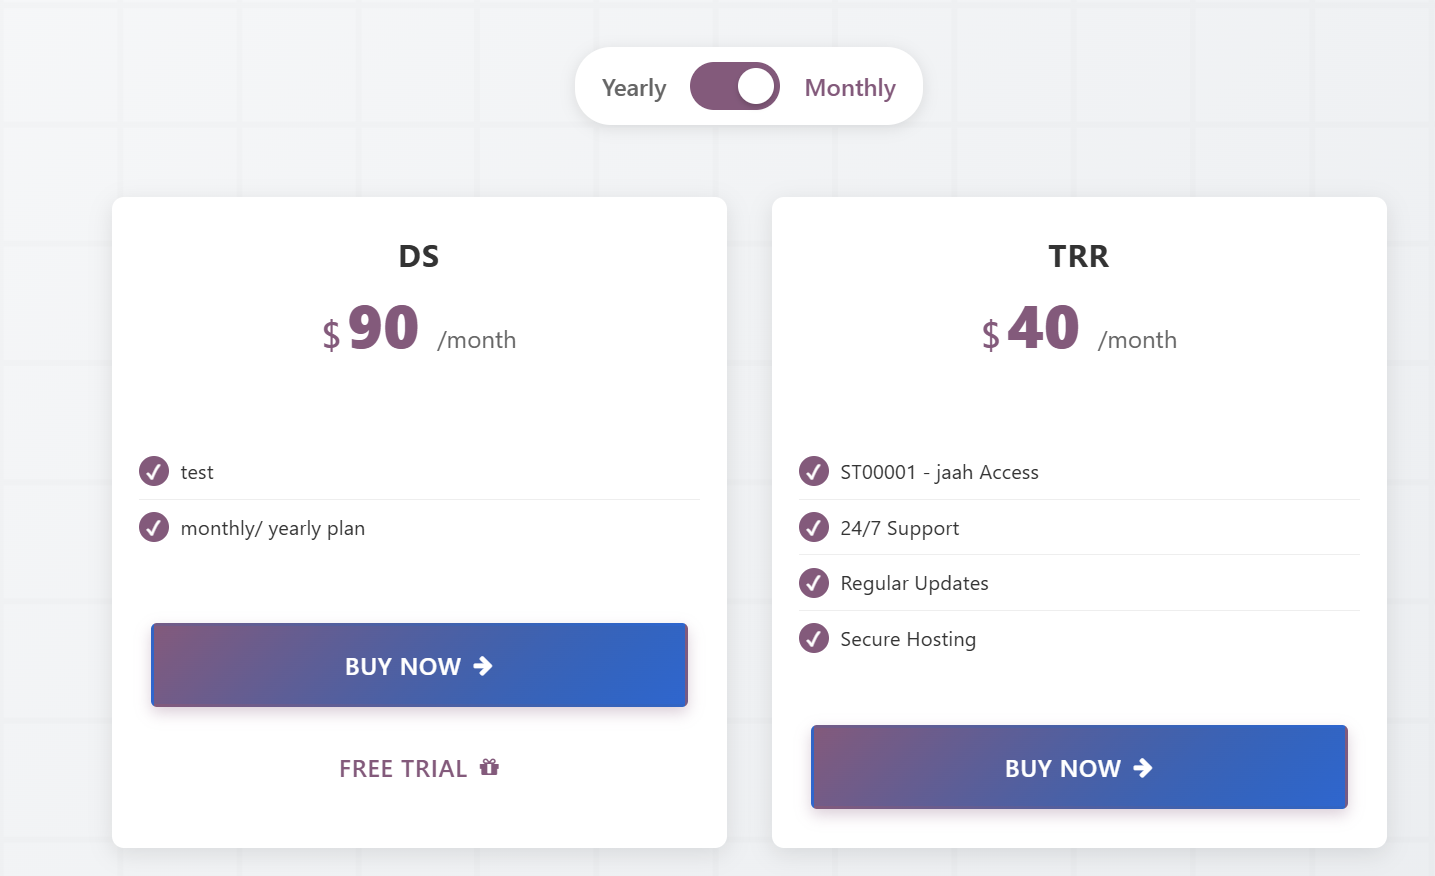 Yearly Monthly
DS
$ 90 /month
test
monthly/ yearly plan
BUY NOW
FREE TRIAL
TRR
$ 40 /month
ST00001 - jaah Access
24/7 Support
Regular Updates
Secure Hosting
BUY NOW